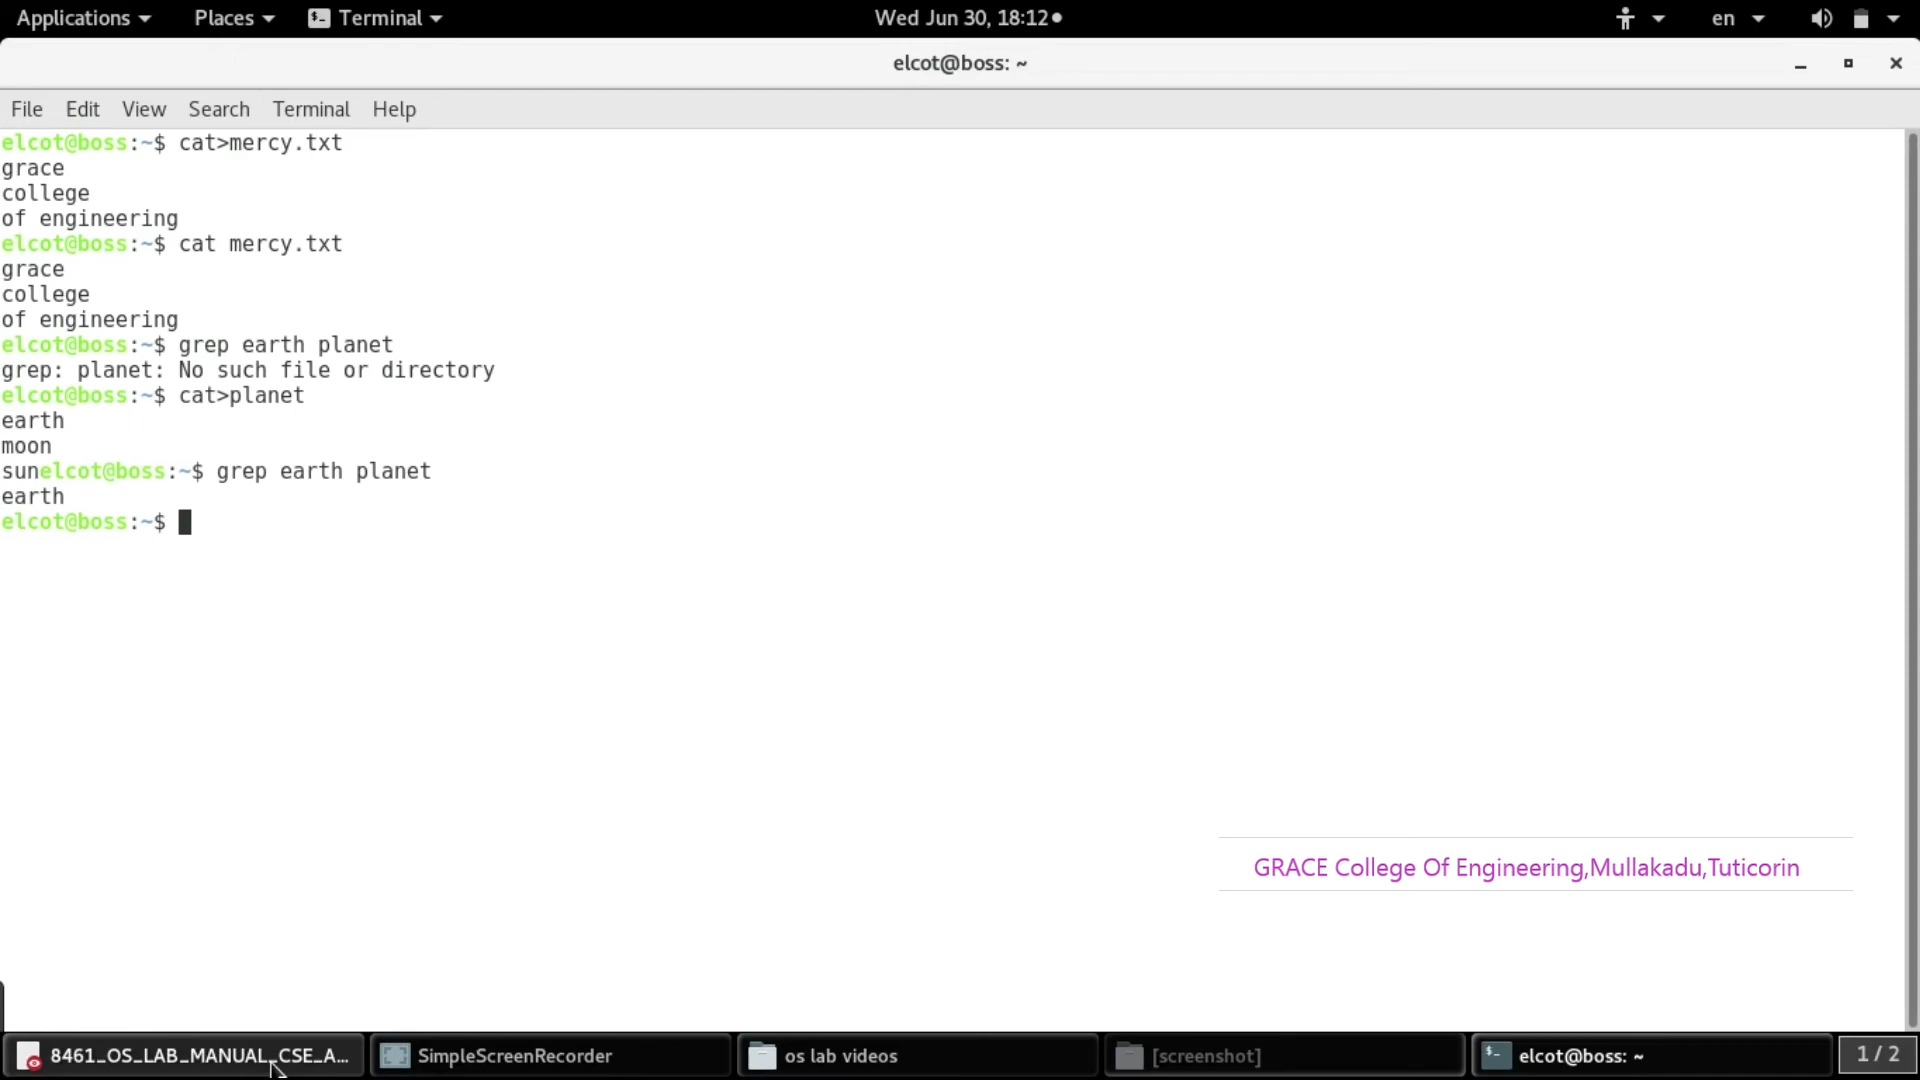 Applications Places Terminal Wed Jun 30, 18:12 en
elcot@boss: ~
File Edit View Search Terminal Help
elcot@boss:~$ cat>mercy.txt
grace
college
of engineering
elcot@boss:~$ cat mercy.txt
grace
college
of engineering
elcot@boss:~$ grep earth planet
grep: planet: No such file or directory
elcot@boss:~$ cat>planet
earth
moon
sunelcot@boss:~$ grep earth planet
earth
elcot@boss:~$
GRACE College Of Engineering,Mullakadu,Tuticorin
8461_OS_LAB_MANUAL_CSE_A... SimpleScreenRecorder os lab videos [screenshot] elcot@boss: ~ 1 / 2